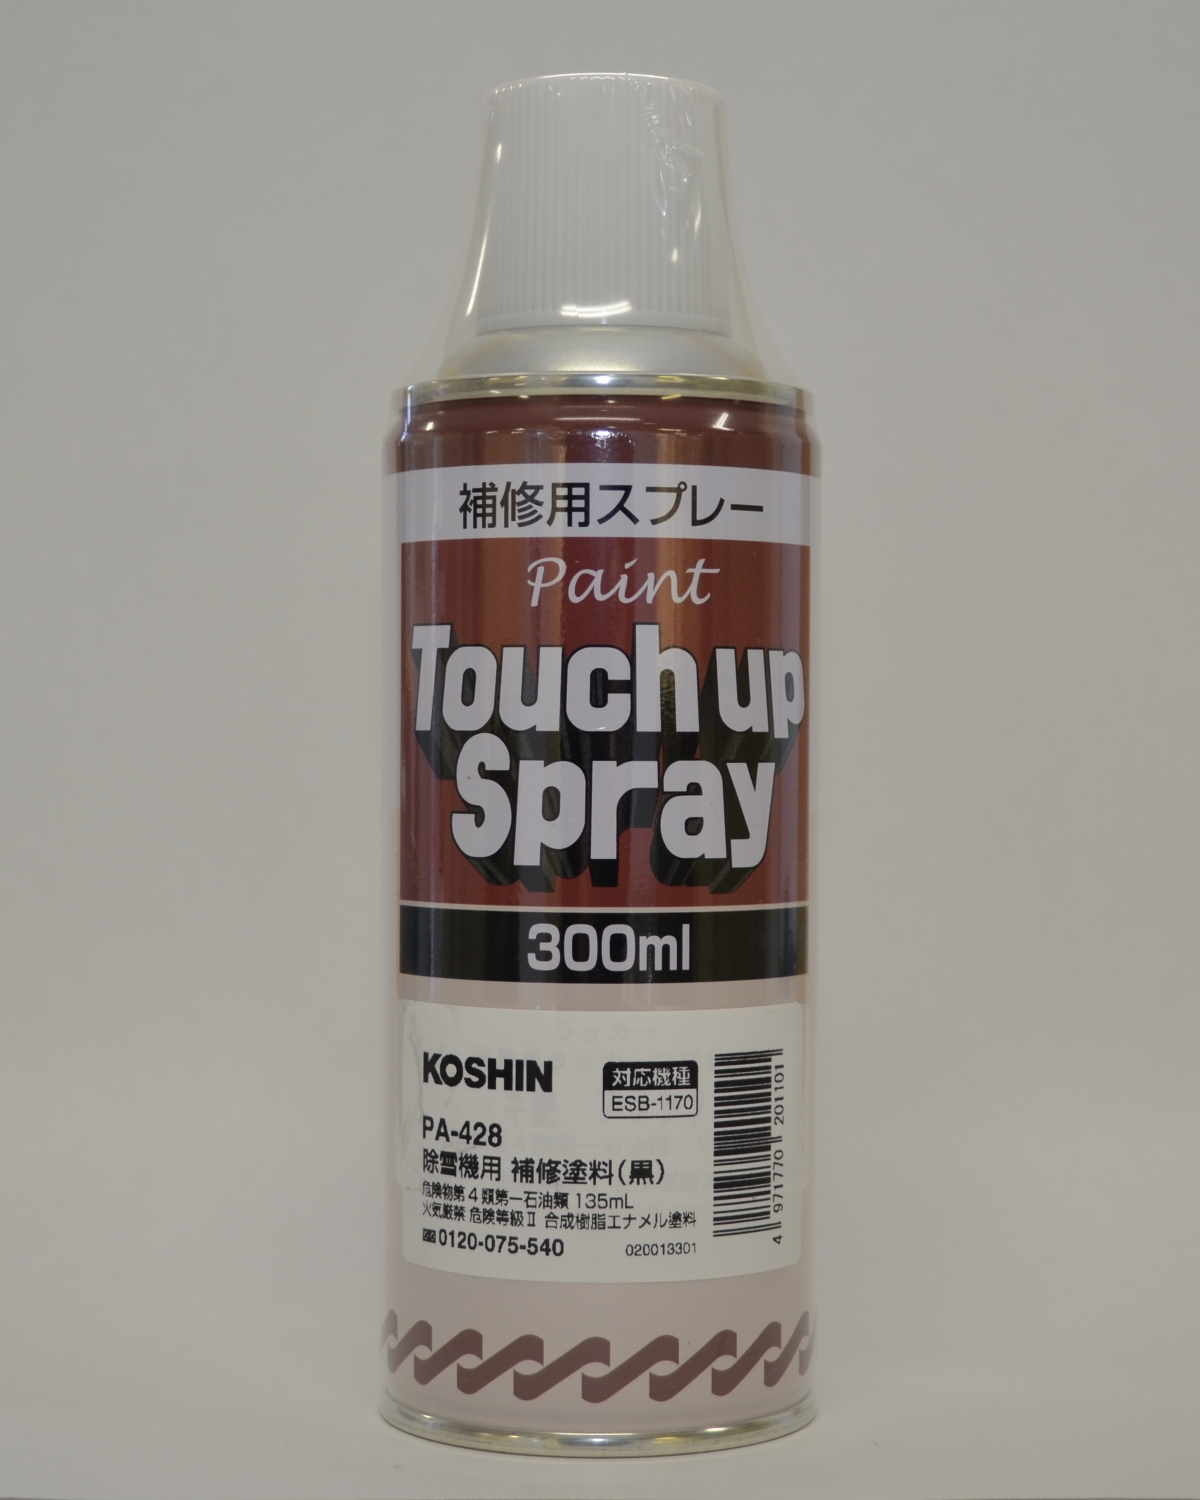 補修用スプレー
Paint
Touch up
Spray
300ml
KOSHIN
対応機種
ESB-1170
PA-428
除雪機用 補修塗料(黒)
危険物第4類第一石油類 135mL
火気厳禁 危険等級Ⅱ 合成樹脂エナメル塗料
0120-075-540
020013301
4 971770 201101